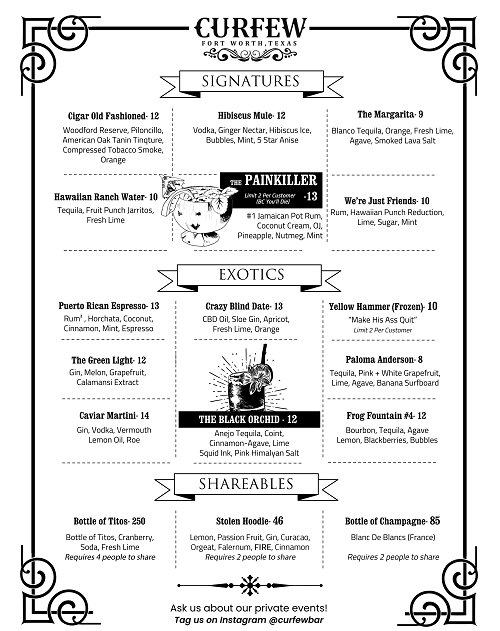 CURFEW
FORT WORTH, TEXAS
SIGNATURES
Cigar Old Fashioned- 12
Woodford Reserve, Piloncillo,
American Oak Tanin Tinqture,
Compressed Tobacco Smoke,
Orange
Hibiscus Mule- 12
Vodka, Ginger Nectar, Hibiscus Ice,
Bubbles, Mint, 5 Star Anise
The Margarita- 9
Blanco Tequila, Orange, Fresh Lime,
Agave, Smoked Lava Salt
Hawaiian Ranch Water- 10
Tequila, Fruit Punch Jarritos,
Fresh Lime
THE PAINKILLER
Limit 2 Per Customer
(BC You'll Die)
-13
#1 Jamaican Pot Rum,
Coconut Cream, OJ,
Pineapple, Nutmeg, Mint
We're Just Friends- 10
Rum, Hawaiian Punch Reduction,
Lime, Sugar, Mint
EXOTICS
Puerto Rican Espresso- 13
Rum², Horchata, Coconut,
Cinnamon, Mint, Espresso
Crazy Blind Date- 13
CBD Oil, Sloe Gin, Apricot,
Fresh Lime, Orange
Yellow Hammer (Frozen)- 10
"Make His Ass Quit"
Limit 2 Per Customer
The Green Light- 12
Gin, Melon, Grapefruit,
Calamansi Extract
Paloma Anderson- 8
Tequila, Pink + White Grapefruit,
Lime, Agave, Banana Surfboard
Caviar Martini- 14
Gin, Vodka, Vermouth
Lemon Oil, Roe
THE BLACK ORCHID - 12
Anejo Tequila, Coint,
Cinnamon-Agave, Lime
Squid Ink, Pink Himalyan Salt
Frog Fountain #4- 12
Bourbon, Tequila, Agave
Lemon, Blackberries, Bubbles
SHAREABLES
Bottle of Titos- 250
Bottle of Titos, Cranberry,
Soda, Fresh Lime
Requires 4 people to share
Stolen Hoodie- 46
Lemon, Passion Fruit, Gin, Curacao,
Orgeat, Falernum, FIRE, Cinnamon
Requires 2 people to share
Bottle of Champagne- 85
Blanc De Blancs (France)
Requires 2 people to share
Ask us about our private events!
Tag us on Instagram @curfewbar